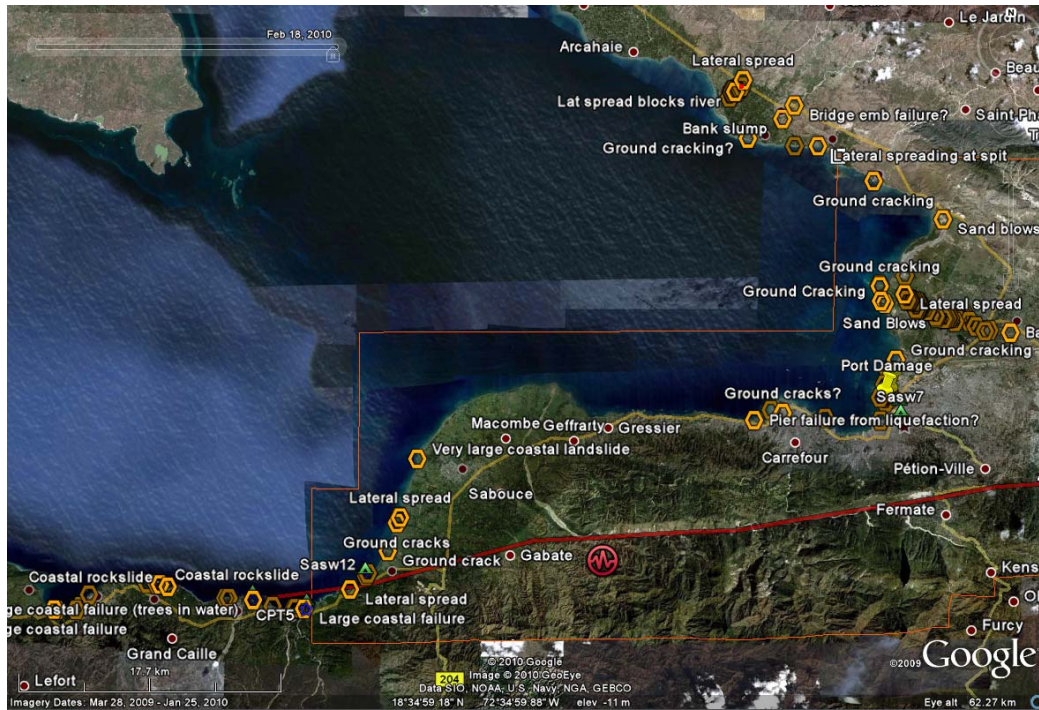 Feb 18, 2010
N
Le Jardin
Arcahaie
Lateral spread
Beau
Lat spread blocks river
Bridge emb failure?
Saint Pha
Bank slump
Ground cracking?
Lateral spreading at spit
Ground cracking
Sand blows
Ground cracking
Ground Cracking
Lateral spread
Sand Blows
Ba
Ground cracking
Port Damage
Ground cracks?
Sasw7
Pier failure from liquefaction?
Macombe
Geffrarty
Gressier
Very large coastal landslide
Carrefour
Pétion-Ville
Sabouce
Lateral spread
Fermate
Ground cracks
Sasw12
Ground crack
Gabate
Coastal rockslide
Coastal rockslide
Kens
Lateral spread
ge coastal failure (trees in water)
CPT5
Large coastal failure
ge coastal failure
Furcy
Grand Caille
17.7 km
Lefort
204
© 2010 Google
Image © 2010 GeoEye
Data SIO, NOAA, U.S. Navy, NGA, GEBCO
©2009 Google
Imagery Dates: Mar 28, 2009 - Jan 25, 2010
18°34'59.18" N 72°34'59.88" W elev -11 m
Eye alt 62.27 km